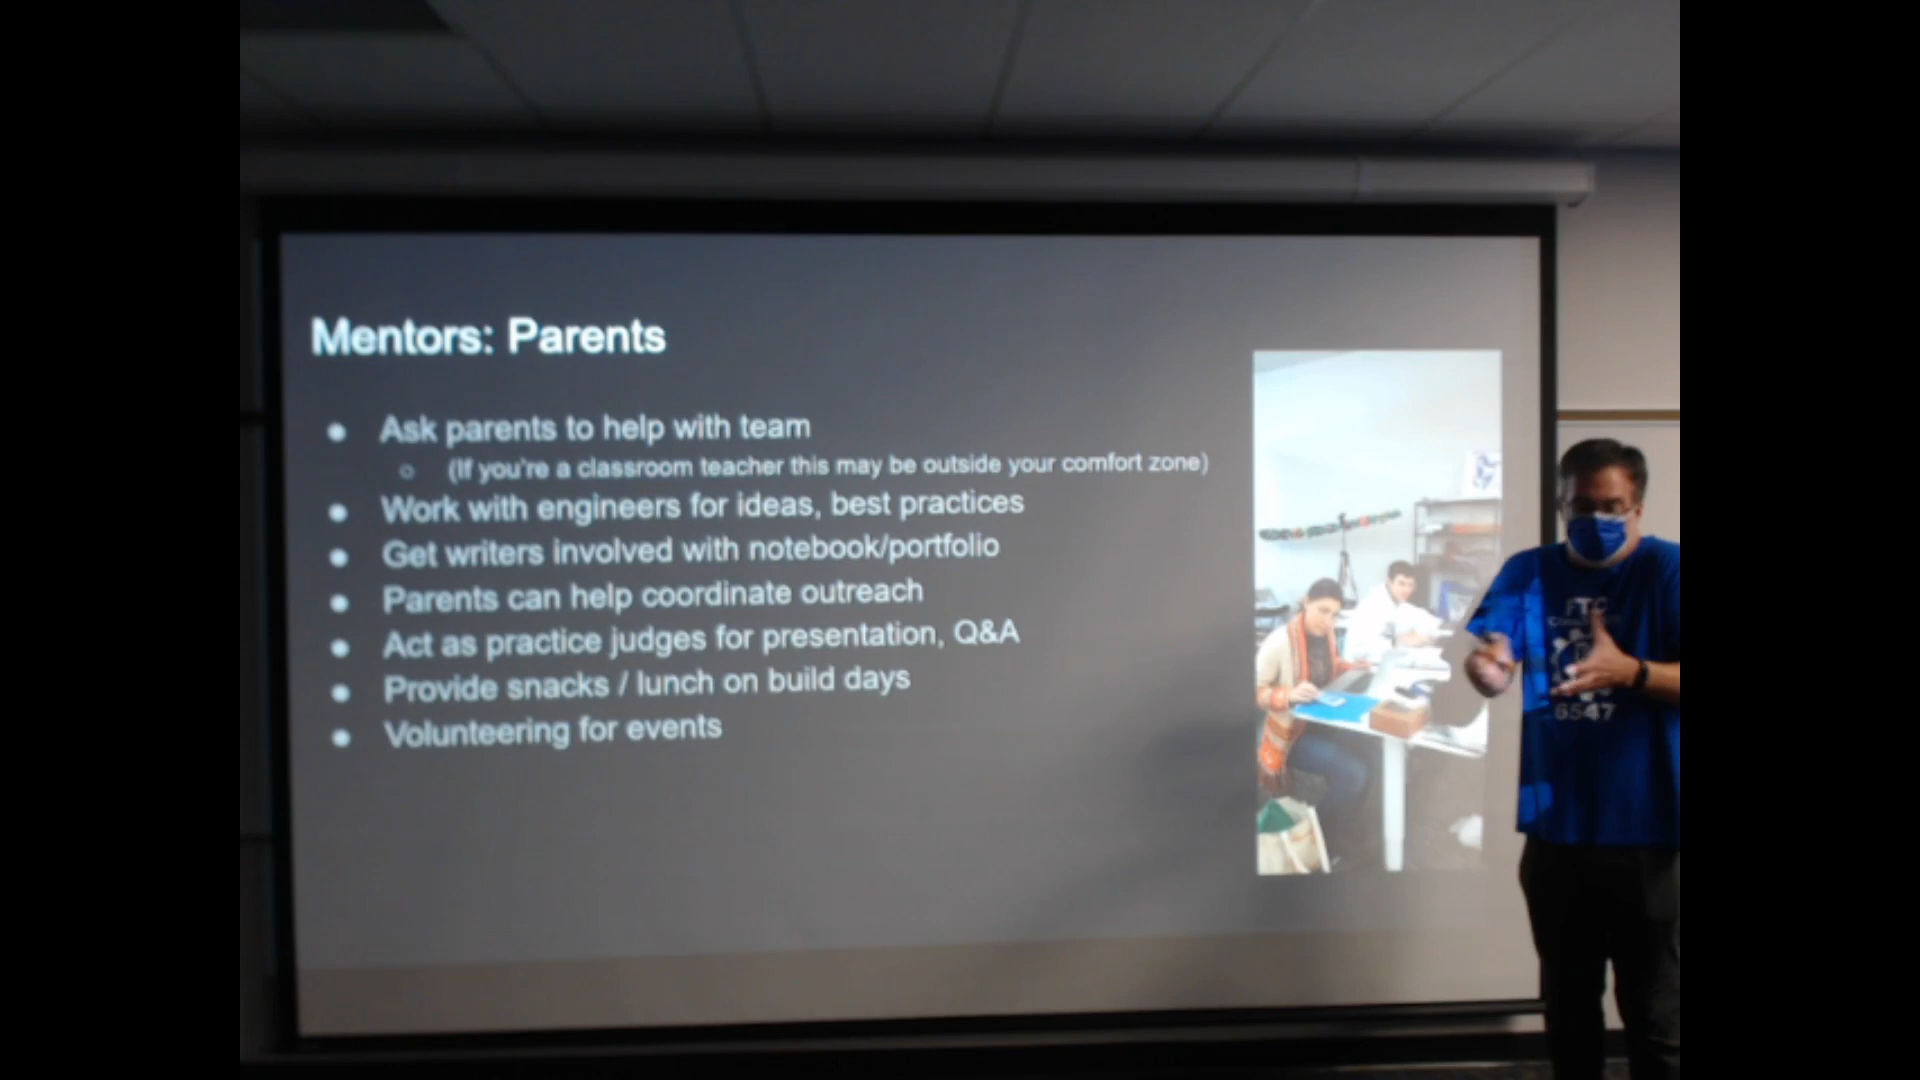 Mentors: Parents
Ask parents to help with team
(If you're a classroom teacher this may be outside your comfort zone)
Work with engineers for ideas, best practices
Get writers involved with notebook/portfolio
Parents can help coordinate outreach
Act as practice judges for presentation, Q&A
Provide snacks / lunch on build days
Volunteering for events
FTC
6547